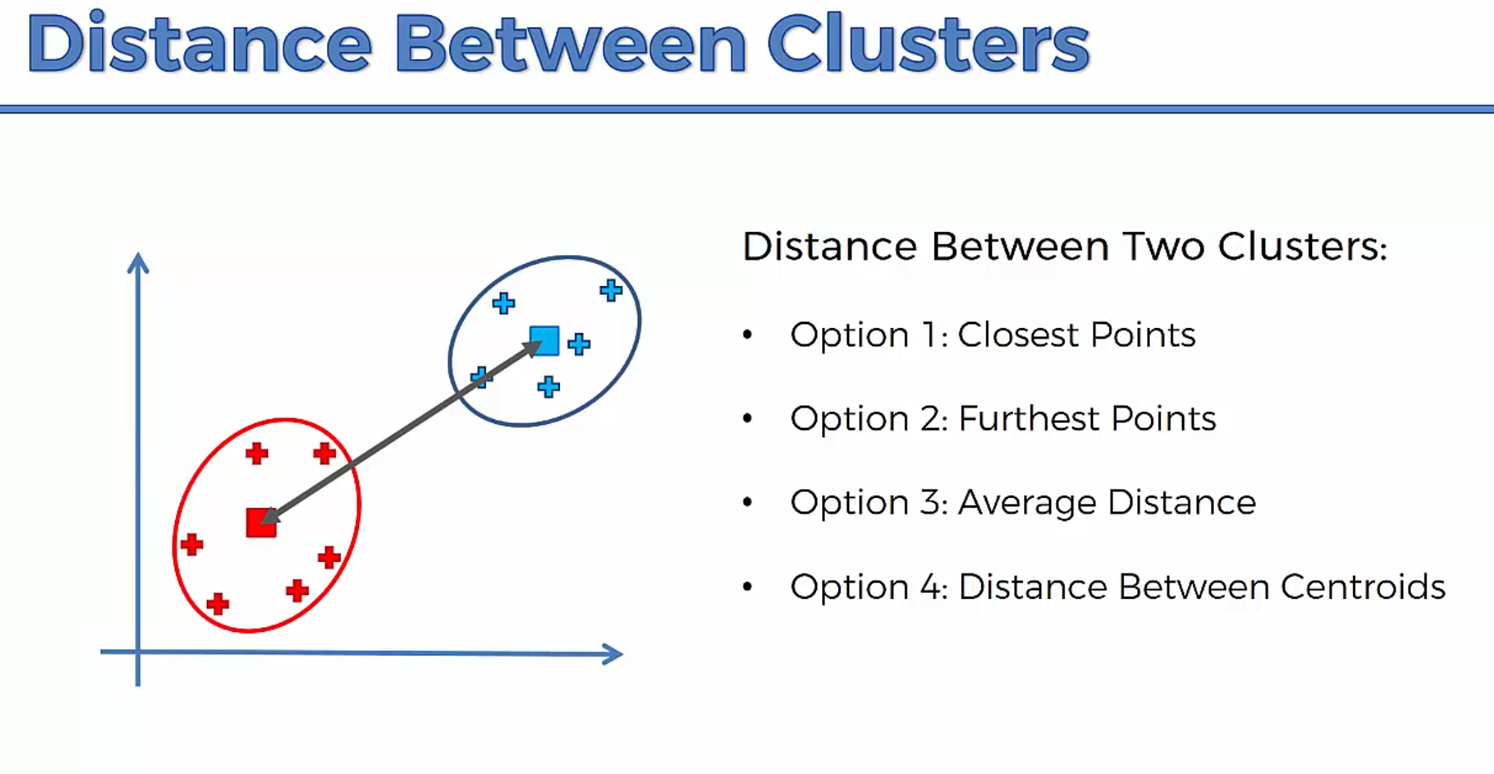 Distance Between Clusters
Distance Between Two Clusters:
• Option 1: Closest Points
• Option 2: Furthest Points
• Option 3: Average Distance
• Option 4: Distance Between Centroids